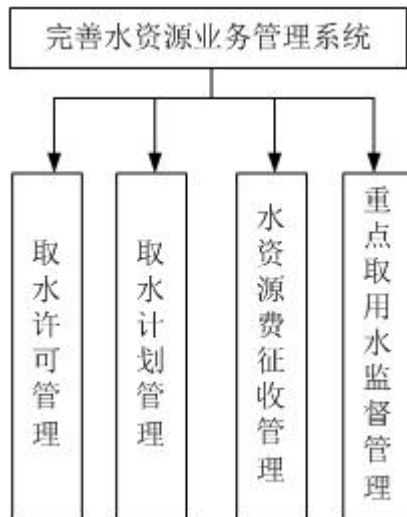 完善水资源业务管理系统
取水许可管理
取水计划管理
水资源费征收管理
重点取用水监督管理